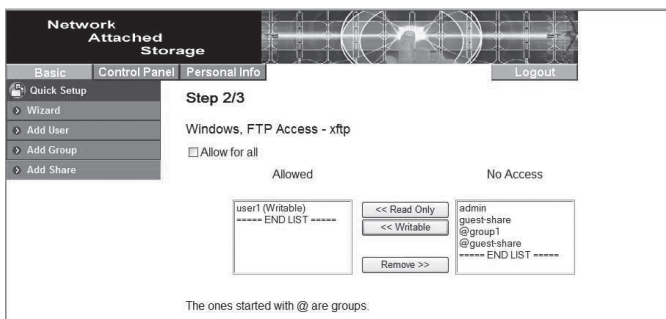 Network
Attached
Storage
Basic Control Panel Personal Info Logout
Quick Setup
Wizard
Add User
Add Group
Add Share
Step 2/3
Windows, FTP Access - xftp
Allow for all
Allowed No Access
user1 (Writable)
===== END LIST =====
<< Read Only
<< Writable
Remove >>
admin
guest-share
@group1
@guest-share
===== END LIST =====
The ones started with @ are groups.